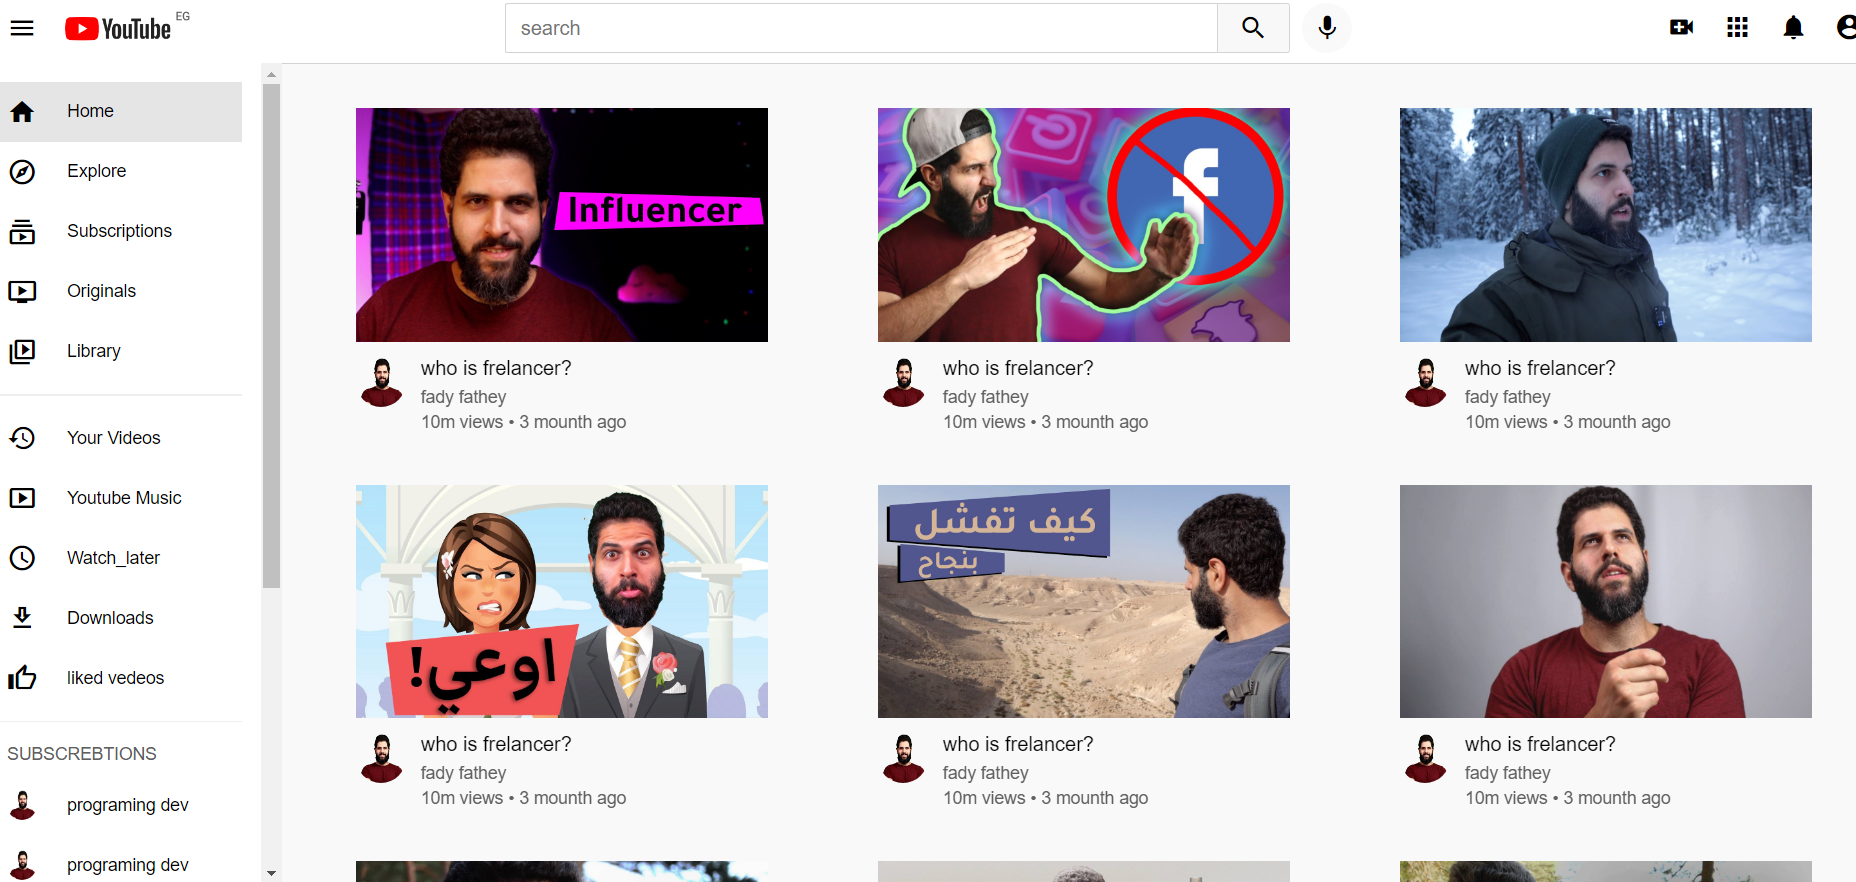 YouTube EG
search
Home
Explore
Subscriptions
Originals
Library
Your Videos
Youtube Music
Watch_later
Downloads
liked vedeos
SUBSCREBTIONS
programing dev
programing dev
Influencer
who is frelancer?
fady fathey
10m views • 3 mounth ago
who is frelancer?
fady fathey
10m views • 3 mounth ago
who is frelancer?
fady fathey
10m views • 3 mounth ago
اوعي!
who is frelancer?
fady fathey
10m views • 3 mounth ago
كيف تفشل
بنجاح
who is frelancer?
fady fathey
10m views • 3 mounth ago
who is frelancer?
fady fathey
10m views • 3 mounth ago